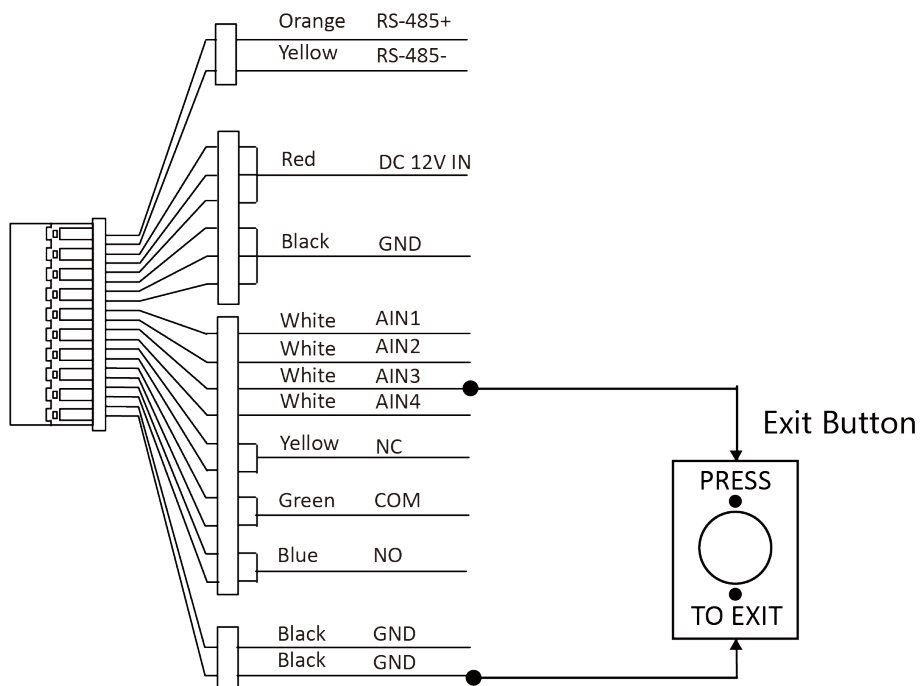 Orange RS-485+
Yellow RS-485-
Red DC 12V IN
Black GND
White AIN1
White AIN2
White AIN3
White AIN4
Yellow NC
Green COM
Blue NO
Black GND
Black GND
Exit Button
PRESS
TO EXIT